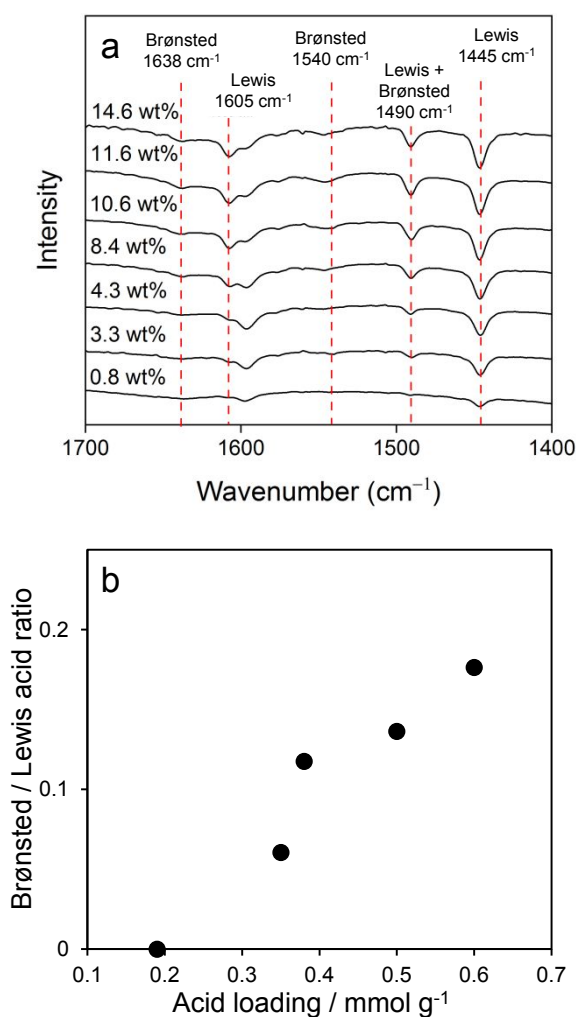 a
Brønsted
1638 cm⁻¹
Lewis
1605 cm⁻¹
Brønsted
1540 cm⁻¹
Lewis +
Brønsted
1490 cm⁻¹
Lewis
1445 cm⁻¹
14.6 wt%
11.6 wt%
10.6 wt%
8.4 wt%
4.3 wt%
3.3 wt%
0.8 wt%
Intensity
1700 1600 1500 1400
Wavenumber (cm⁻¹)
b
Brønsted / Lewis acid ratio
0.2
0.1
0
0.1 0.2 0.3 0.4 0.5 0.6 0.7
Acid loading / mmol g⁻¹